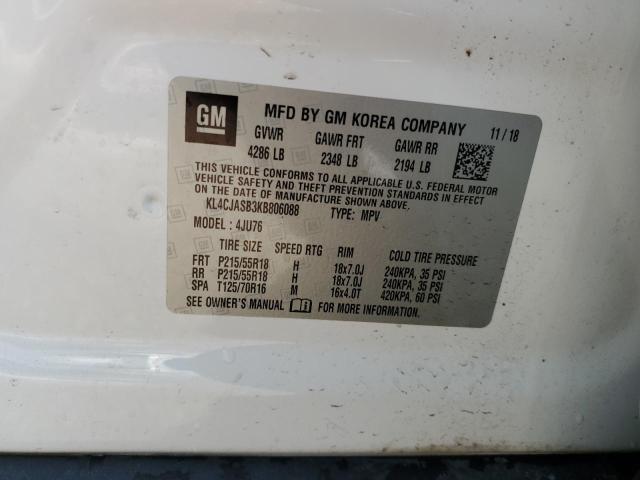 GM MFD BY GM KOREA COMPANY 11/18
GVWR GAWR FRT GAWR RR
4286 LB 2348 LB 2194 LB
THIS VEHICLE CONFORMS TO ALL APPLICABLE U.S. FEDERAL MOTOR
VEHICLE SAFETY AND THEFT PREVENTION STANDARDS IN EFFECT
ON THE DATE OF MANUFACTURE SHOWN ABOVE.
KL4CJASB3KB806088 TYPE: MPV
MODEL: 4JU76
TIRE SIZE SPEED RTG RIM COLD TIRE PRESSURE
FRT P215/55R18 H 18x7.0J 240KPA, 35 PSI
RR P215/55R18 H 18x7.0J 240KPA, 35 PSI
SPA T125/70R16 M 16x4.0T 420KPA, 60 PSI
SEE OWNER'S MANUAL FOR MORE INFORMATION.